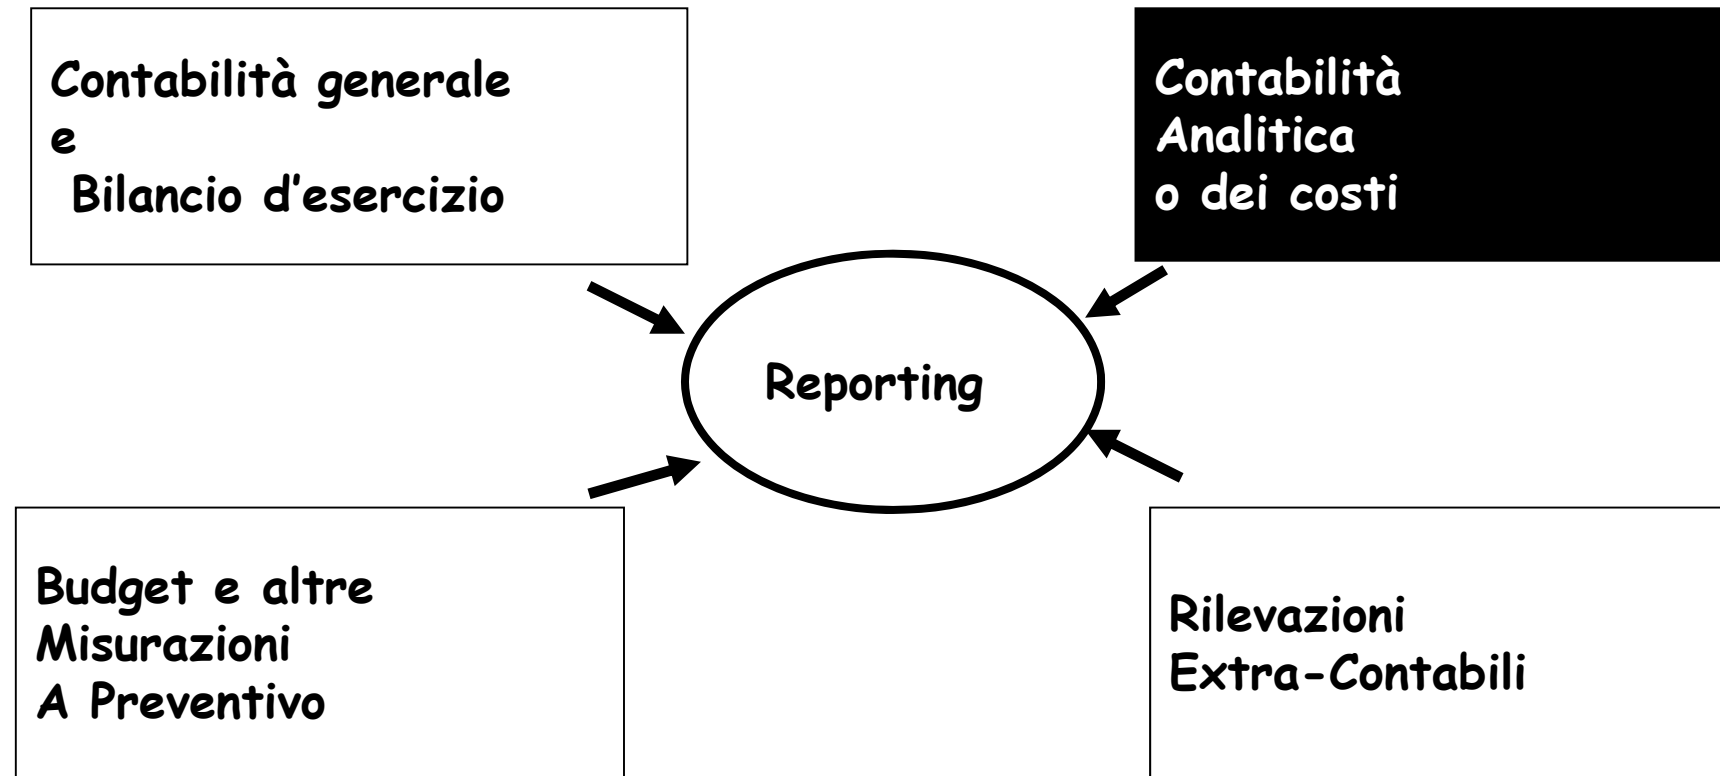 Contabilità generale
e
Bilancio d'esercizio
Contabilità
Analitica
o dei costi
Reporting
Budget e altre
Misurazioni
A Preventivo
Rilevazioni
Extra-Contabili